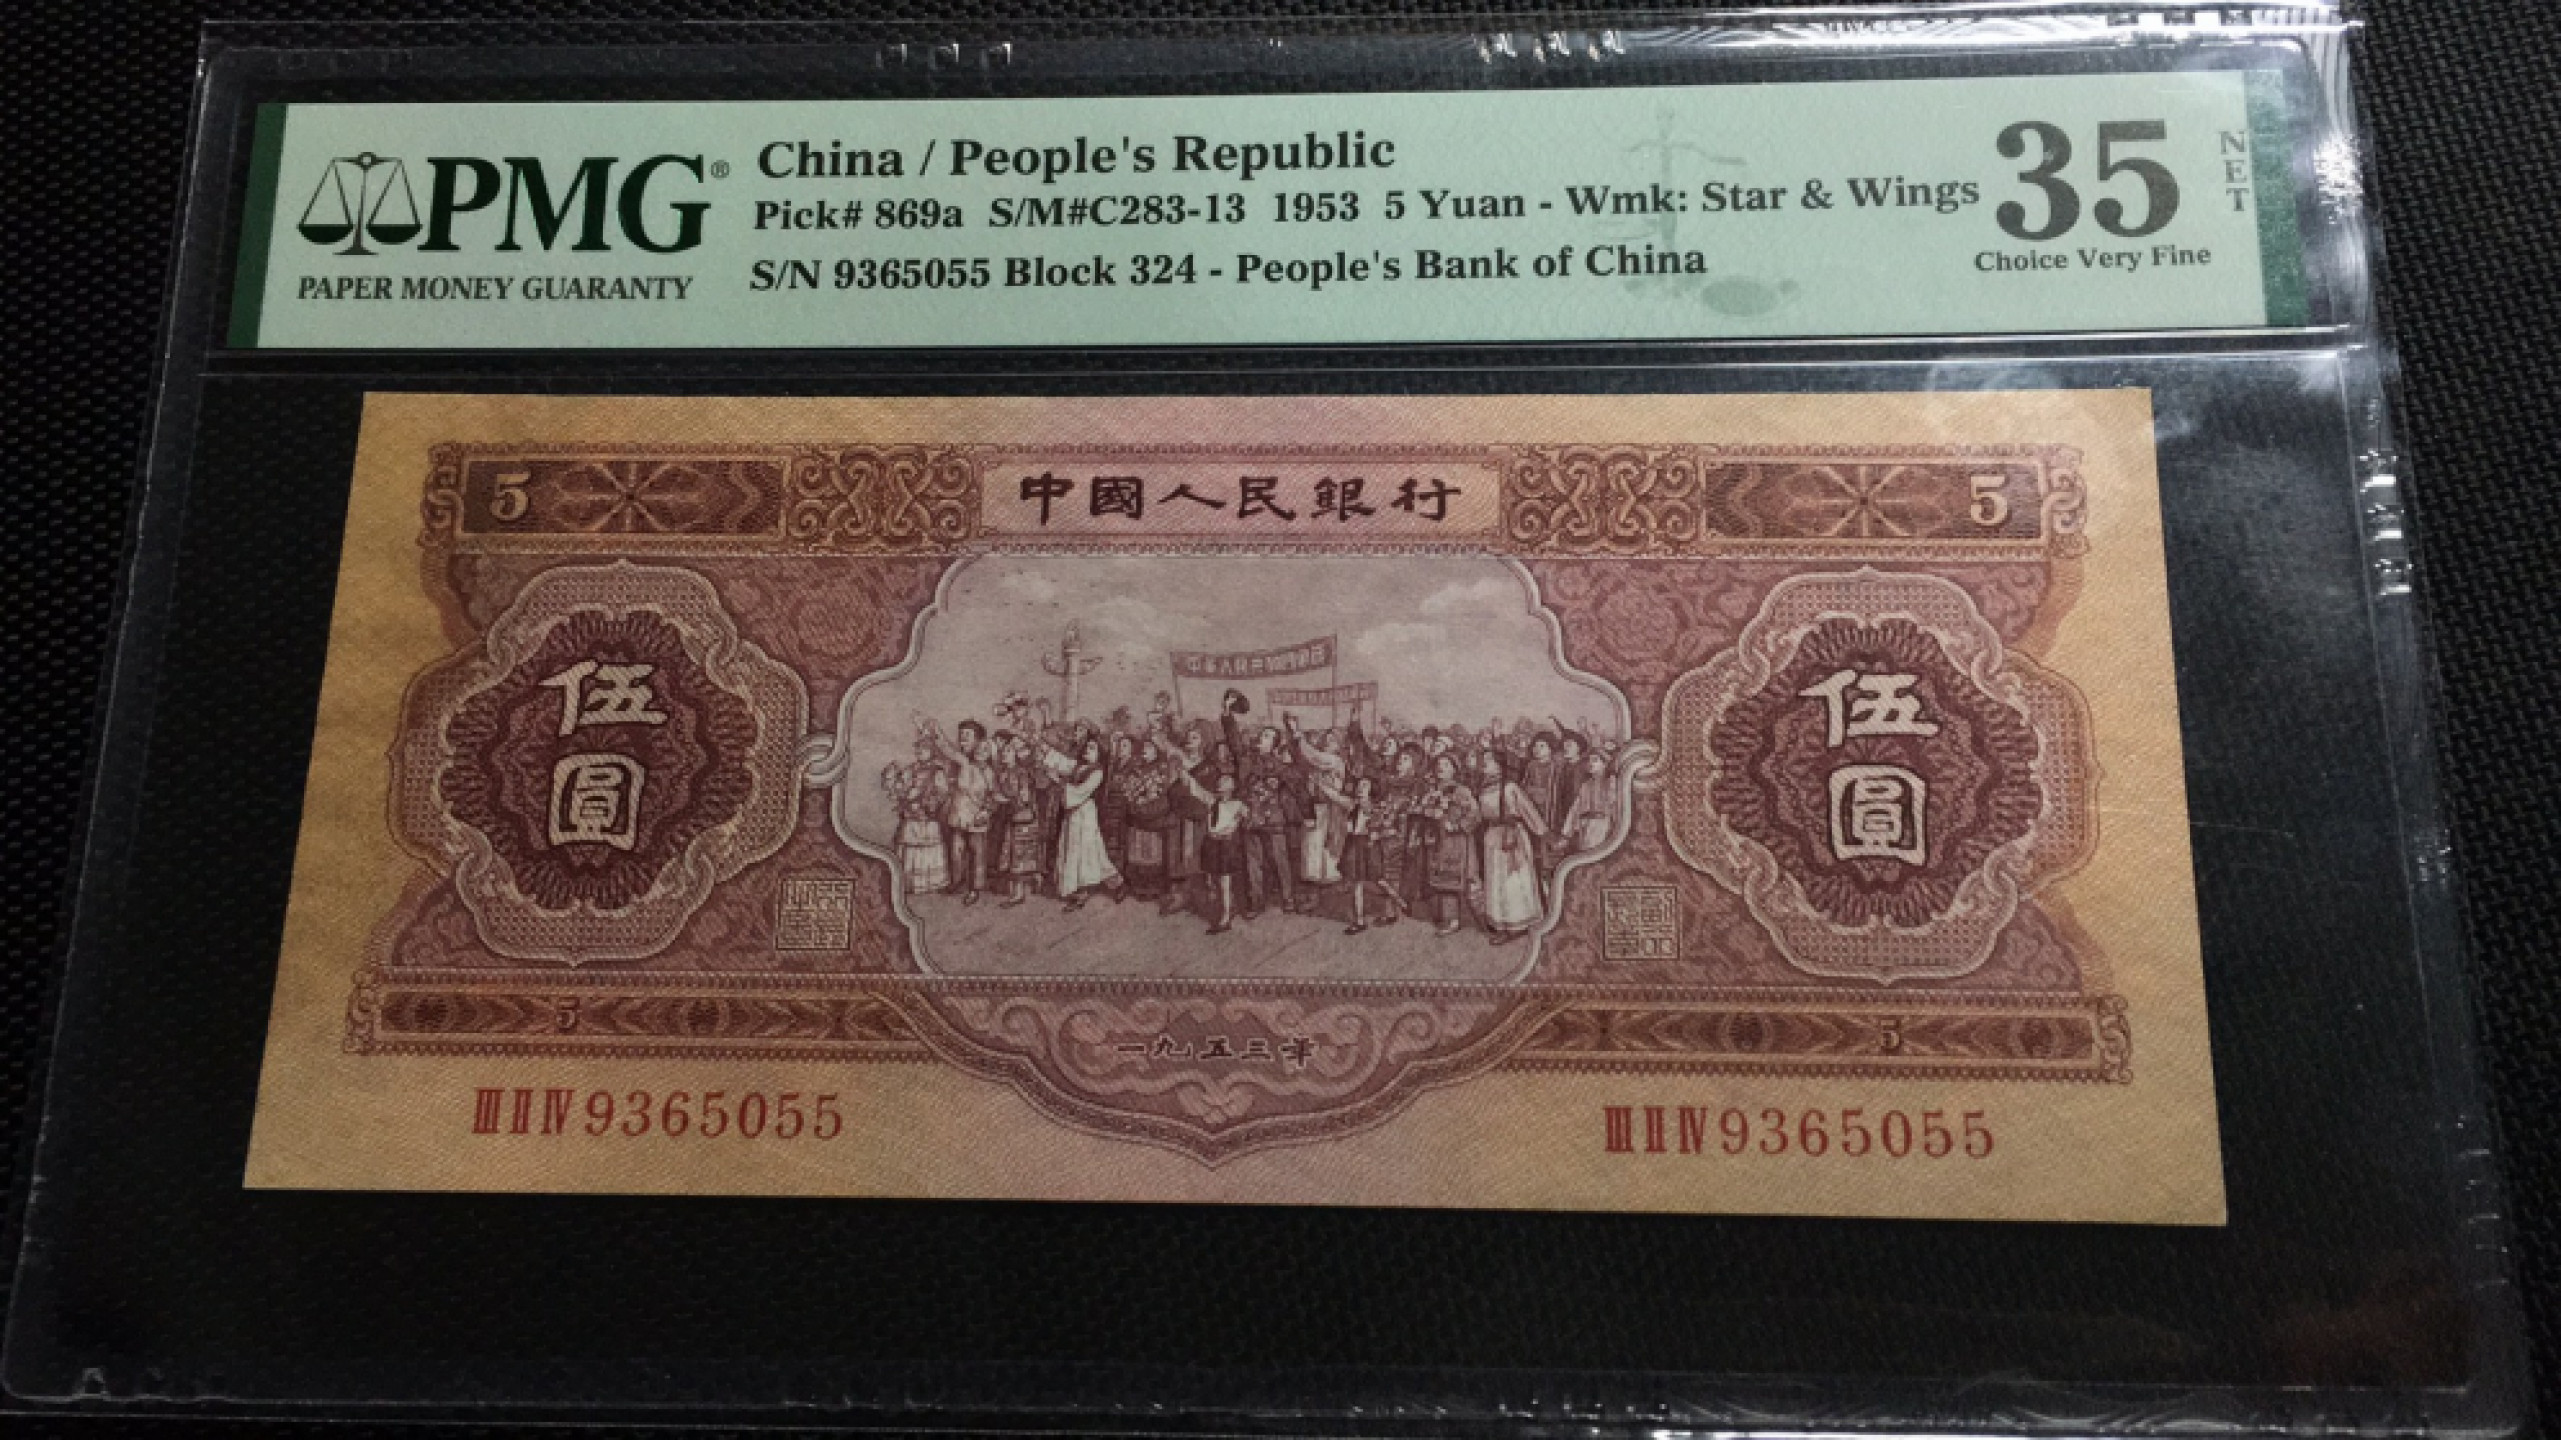 PMG®
PAPER MONEY GUARANTY
China / People's Republic
Pick# 869a S/M#C283-13 1953 5 Yuan - Wmk: Star & Wings
S/N 9365055 Block 324 - People's Bank of China
35
NET
Choice Very Fine
5 中國人民銀行 5
伍圓
伍圓
5
5
一九五三年
ⅢⅡⅣ9365055
ⅢⅡⅣ9365055